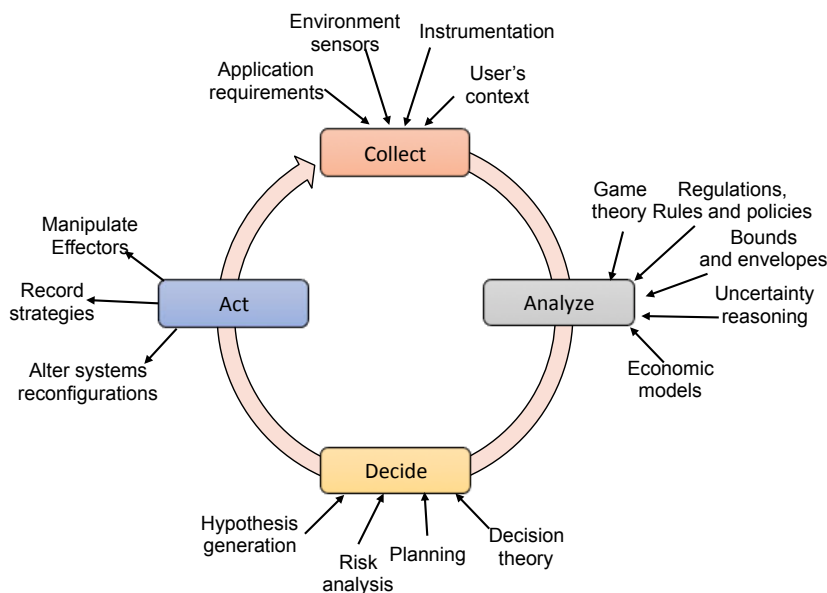 Environment
sensors
Instrumentation
Application
requirements
User's
context
Collect
Game
theory
Regulations,
Rules and policies
Bounds
and envelopes
Uncertainty
reasoning
Economic
models
Analyze
Manipulate
Effectors
Record
strategies
Alter systems
reconfigurations
Act
Decide
Hypothesis
generation
Risk
analysis
Planning
Decision
theory